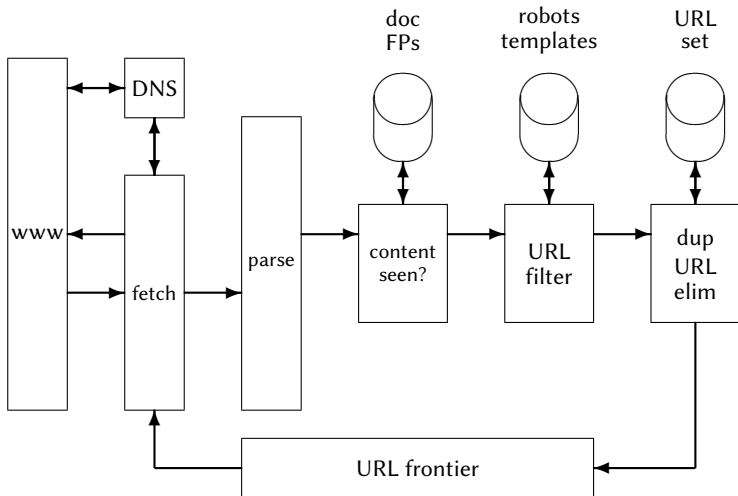 doc
FPs
robots
templates
URL
set
DNS
www
fetch
parse
content
seen?
URL
filter
dup
URL
elim
URL frontier